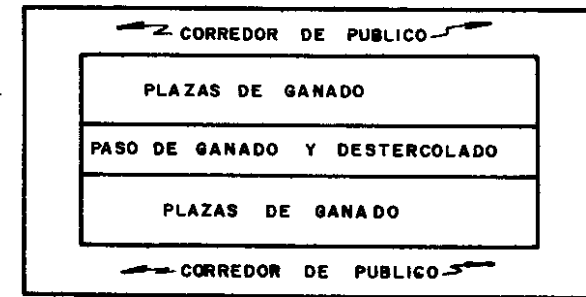 CORREDOR DE PUBLICO
PLAZAS DE GANADO
PASO DE GANADO Y DESTERCOLADO
PLAZAS DE GANADO
CORREDOR DE PUBLICO